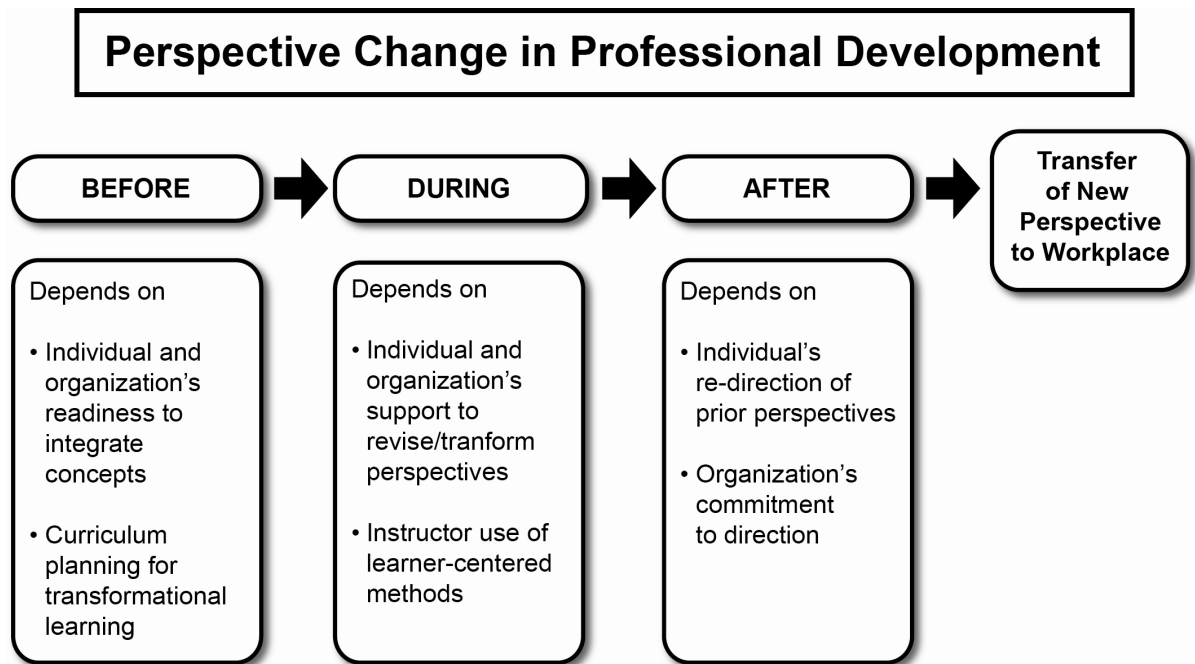 Perspective Change in Professional Development
BEFORE
DURING
AFTER
Transfer
of New
Perspective
to Workplace
Depends on
• Individual and
organization’s
readiness to
integrate
concepts
• Curriculum
planning for
transformational
learning
Depends on
• Individual and
organization’s
support to
revise/tranform
perspectives
• Instructor use of
learner-centered
methods
Depends on
• Individual’s
re-direction of
prior perspectives
• Organization’s
commitment
to direction